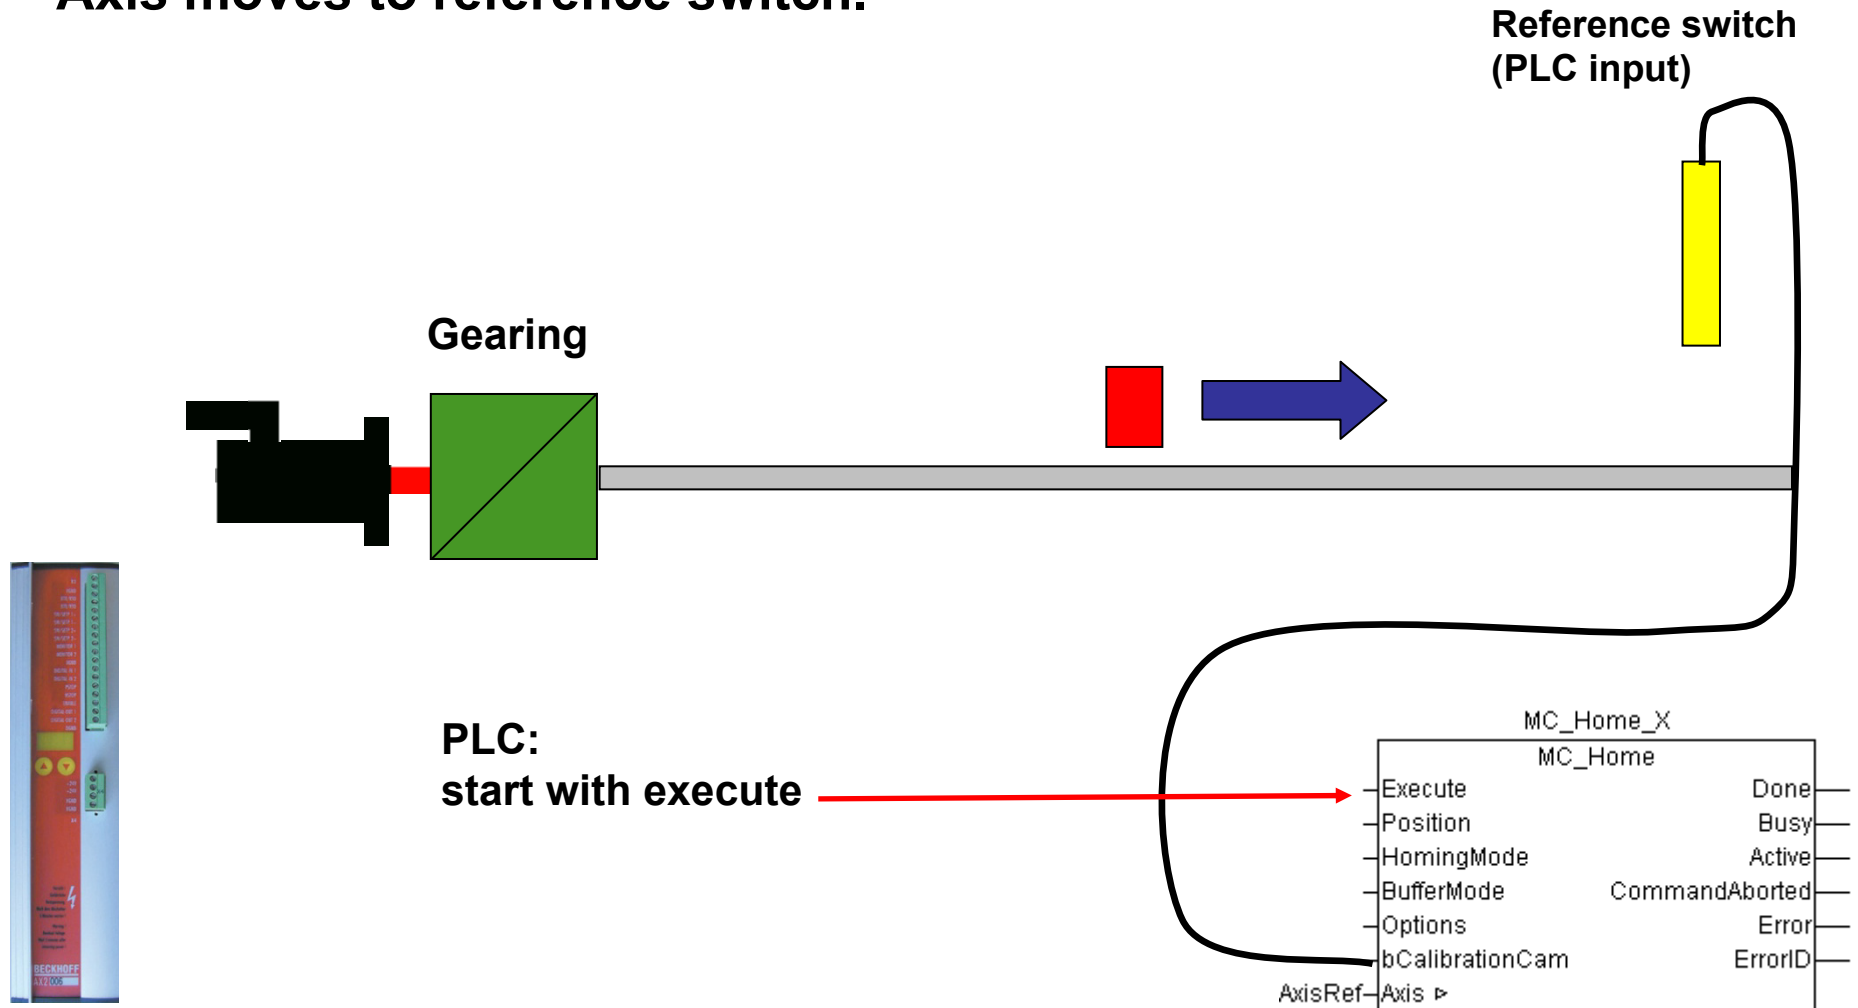 Axis moves to reference switch.
Reference switch
(PLC input)
Gearing
PLC:
start with execute
MC_Home_X
MC_Home
Execute Done
Position Busy
HomingMode Active
BufferMode CommandAborted
Options Error
bCalibrationCam ErrorID
AxisRef Axis
BECKHOFF